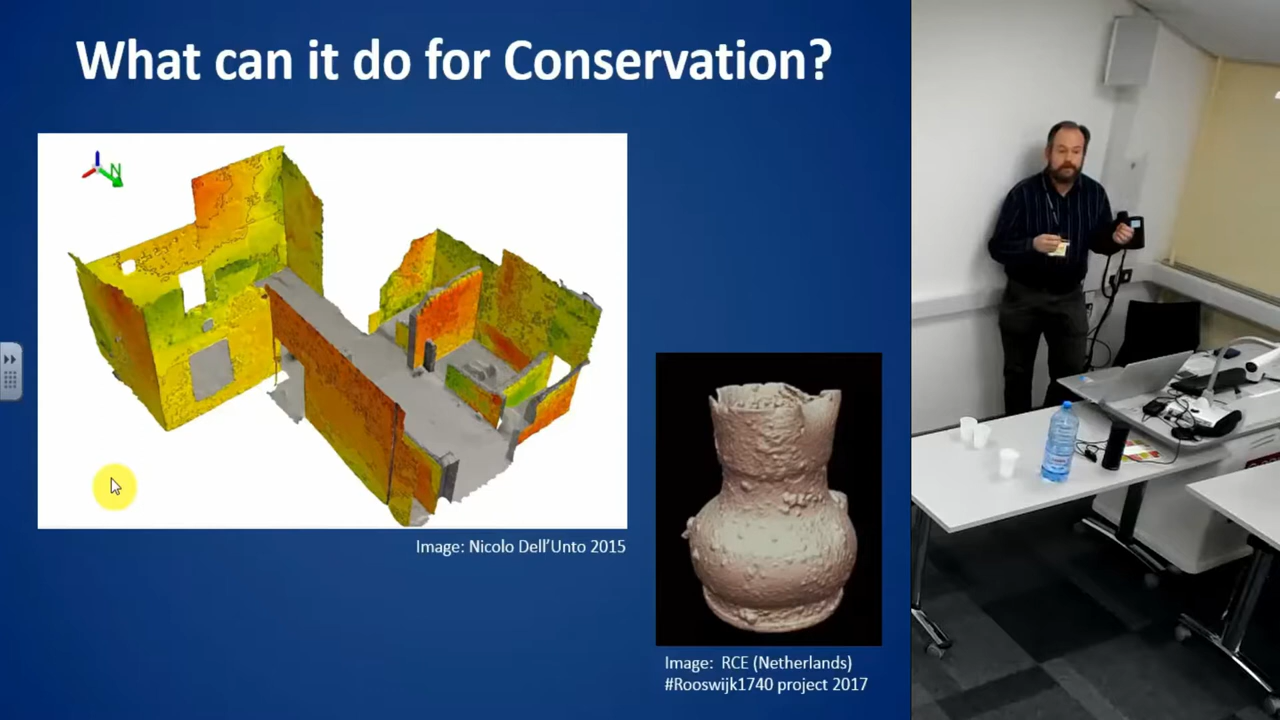 What can it do for Conservation?
N
Image: Nicolo Dell'Unto 2015
Image:  RCE (Netherlands)
#Rooswijk1740 project 2017